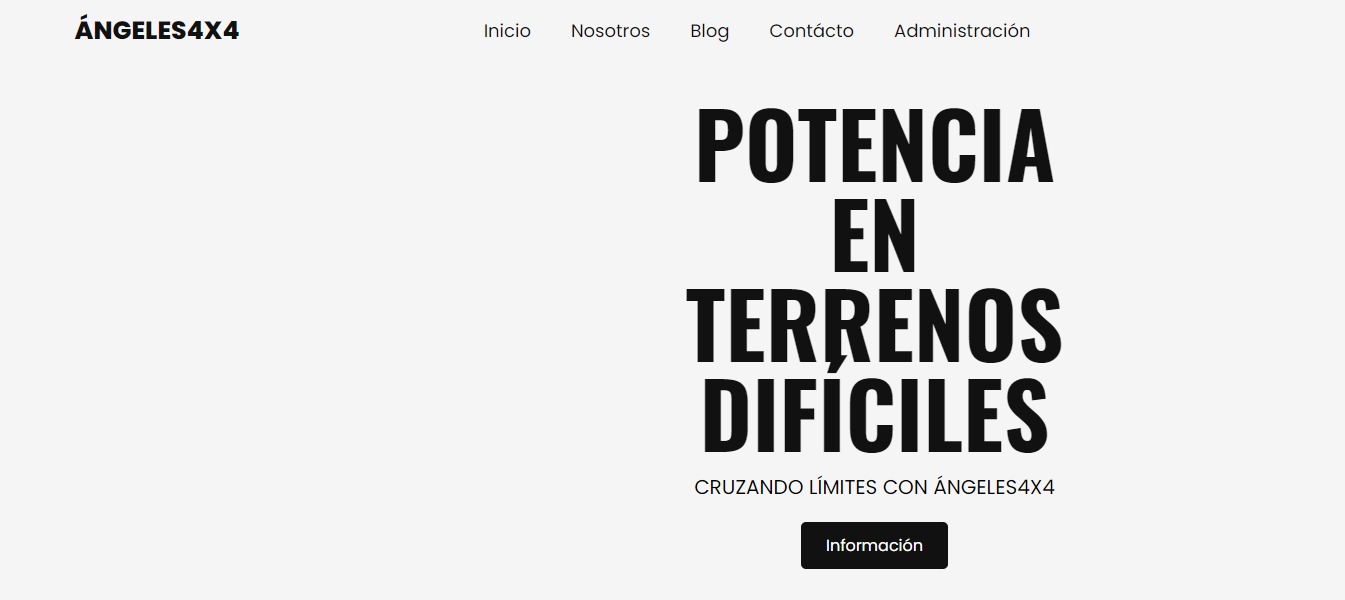 ÁNGELES4X4
Inicio Nosotros Blog Contácto Administración
POTENCIA
EN
TERRENOS
DIFÍCILES
CRUZANDO LÍMITES CON ÁNGELES4X4
Información